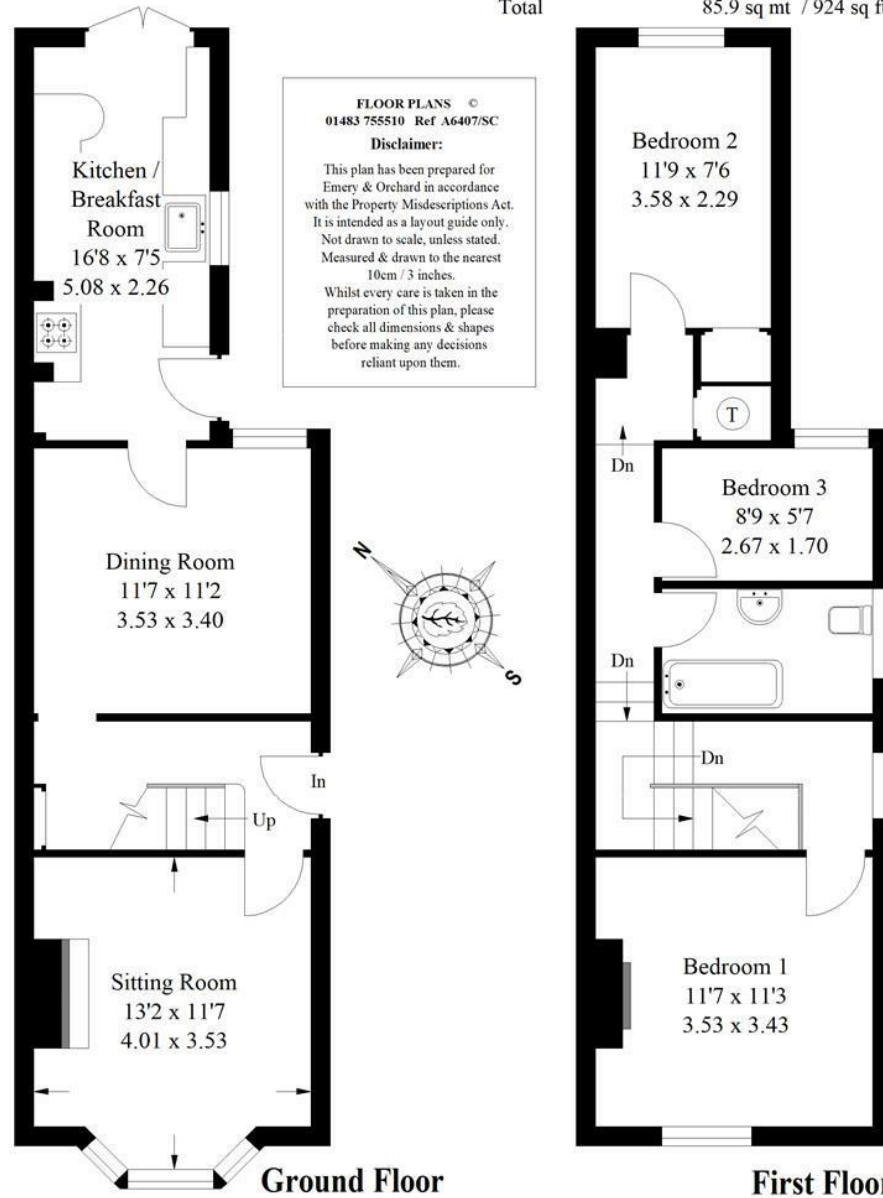 Total 85.9 sq mt / 924 sq ft
FLOOR PLANS ©
01483 755510 Ref A6407/SC
Disclaimer:
This plan has been prepared for
Emery & Orchard in accordance
with the Property Misdescriptions Act.
It is intended as a layout guide only.
Not drawn to scale, unless stated.
Measured & drawn to the nearest
10cm / 3 inches.
Whilst every care is taken in the
preparation of this plan, please
check all dimensions & shapes
before making any decisions
reliant upon them.
Kitchen /
Breakfast
Room
16'8 x 7'5
5.08 x 2.26
Dining Room
11'7 x 11'2
3.53 x 3.40
In
Up
Sitting Room
13'2 x 11'7
4.01 x 3.53
Ground Floor
N
S
Bedroom 2
11'9 x 7'6
3.58 x 2.29
T
Dn
Bedroom 3
8'9 x 5'7
2.67 x 1.70
Dn
Dn
Bedroom 1
11'7 x 11'3
3.53 x 3.43
First Floor